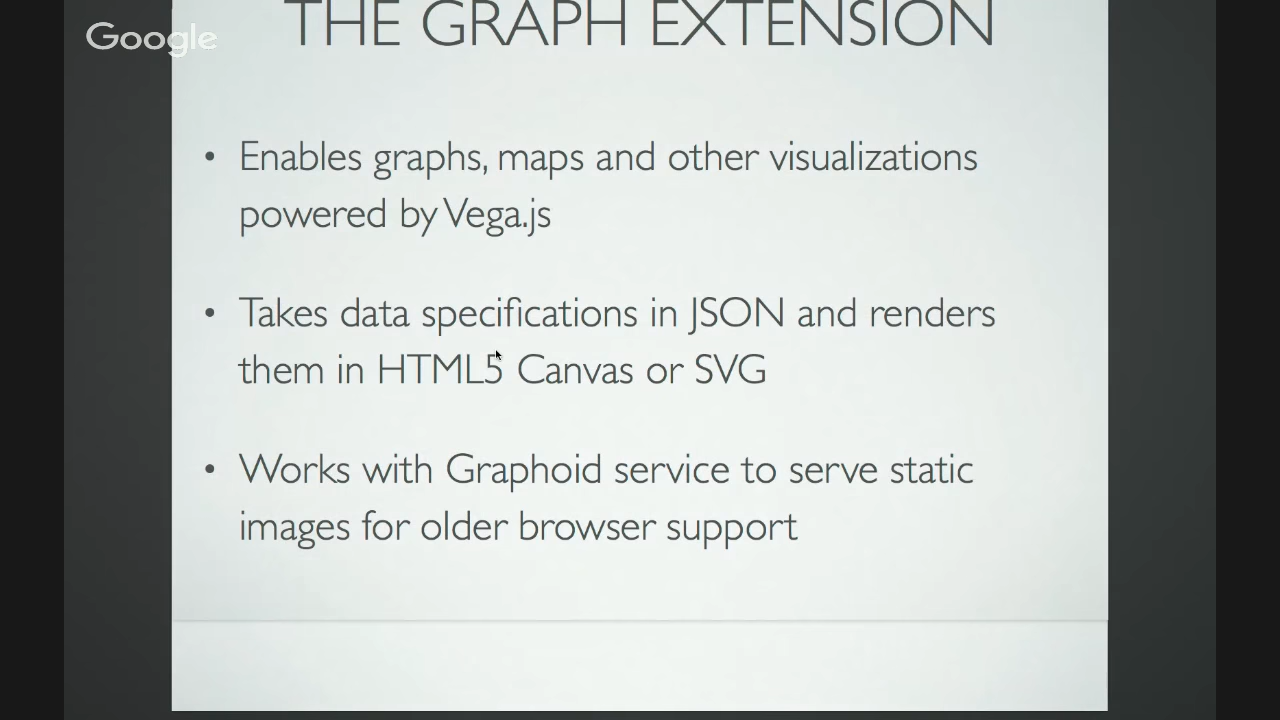 Google
THE GRAPH EXTENSION
• Enables graphs, maps and other visualizations
powered by Vega.js
• Takes data specifications in JSON and renders
them in HTML5 Canvas or SVG
• Works with Graphoid service to serve static
images for older browser support